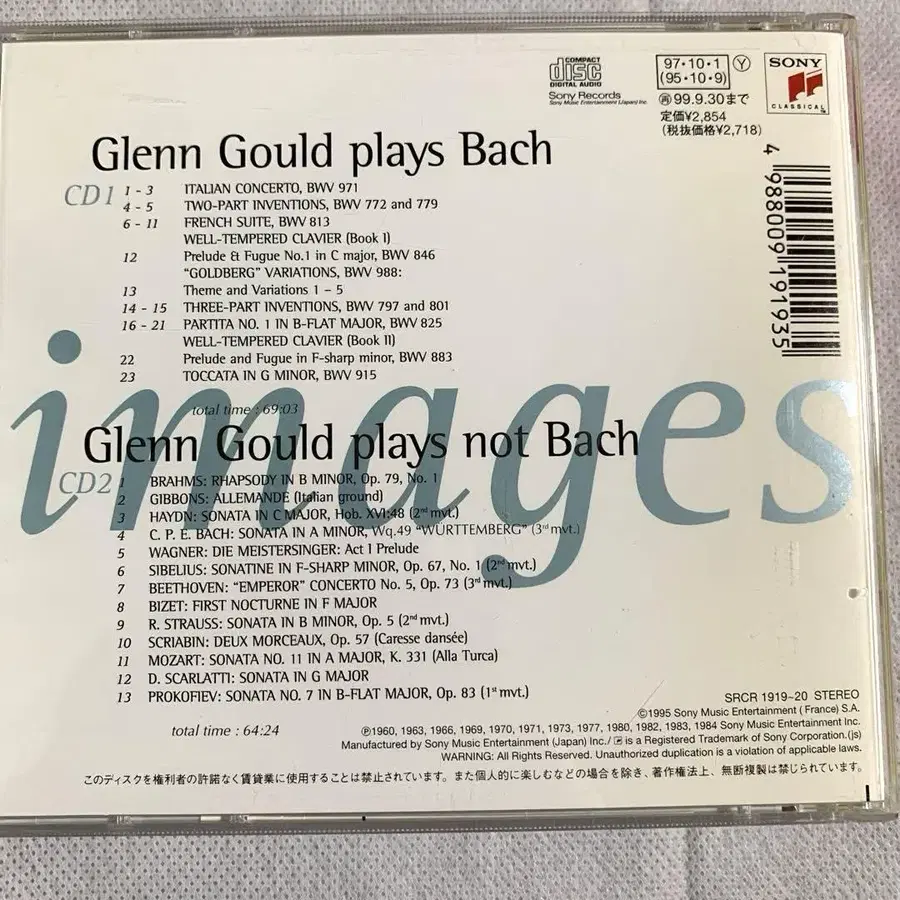 COMPACT
disc
DIGITAL AUDIO
Sony Records
Sony Music Entertainment (Japan) Inc.
97・10・1 Ⓨ
(95・10・9)
㊢99.9.30まで
定価¥2,854
(税抜価格¥2,718)
SONY
CLASSICAL
4 988009 191935
Glenn Gould plays Bach
CD1
1 - 3 ITALIAN CONCERTO, BWV 971
4 - 5 TWO-PART INVENTIONS, BWV 772 and 779
6 - 11 FRENCH SUITE, BWV 813
WELL-TEMPERED CLAVIER (Book I)
12 Prelude & Fugue No.1 in C major, BWV 846
“GOLDBERG” VARIATIONS, BWV 988:
13 Theme and Variations 1 – 5
14 - 15 THREE-PART INVENTIONS, BWV 797 and 801
16 - 21 PARTITA NO. 1 IN B-FLAT MAJOR, BWV 825
WELL-TEMPERED CLAVIER (Book II)
22 Prelude and Fugue in F-sharp minor, BWV 883
23 TOCCATA IN G MINOR, BWV 915
total time : 69:03
images
Glenn Gould plays not Bach
CD2
1 BRAHMS: RHAPSODY IN B MINOR, Op. 79, No. 1
2 GIBBONS: ALLEMANDE (Italian ground)
3 HAYDN: SONATA IN C MAJOR, Hob. XVI:48 (2nd mvt.)
4 C. P. E. BACH: SONATA IN A MINOR, Wq.49 “WÜRTTEMBERG” (3rd mvt.)
5 WAGNER: DIE MEISTERSINGER: Act I Prelude
6 SIBELIUS: SONATINE IN F-SHARP MINOR, Op. 67, No. 1 (2nd mvt.)
7 BEETHOVEN: “EMPEROR” CONCERTO No. 5, Op. 73 (3rd mvt.)
8 BIZET: FIRST NOCTURNE IN F MAJOR
9 R. STRAUSS: SONATA IN B MINOR, Op. 5 (2nd mvt.)
10 SCRIABIN: DEUX MORCEAUX, Op. 57 (Caresse dansée)
11 MOZART: SONATA NO. 11 IN A MAJOR, K. 331 (Alla Turca)
12 D. SCARLATTI: SONATA IN G MAJOR
13 PROKOFIEV: SONATA NO. 7 IN B-FLAT MAJOR, Op. 83 (1st mvt.)
total time : 64:24
SRCR 1919~20 STEREO
©1995 Sony Music Entertainment ( France) S.A.
℗1960, 1963, 1966, 1969, 1970, 1971, 1973, 1977, 1980, 1982, 1983, 1984 Sony Music Entertainment Inc.
Manufactured by Sony Music Entertainment (Japan) Inc./ is a Registered Trademark of Sony Corporation.(js)
WARNING: All Rights Reserved. Unauthorized duplication is a violation of applicable laws.
このディスクを権利者の許諾なく賃貸業に使用することは禁止されています。また個人的に楽しむなどの場合を除き、著作権法上、無断複製は禁じられています。